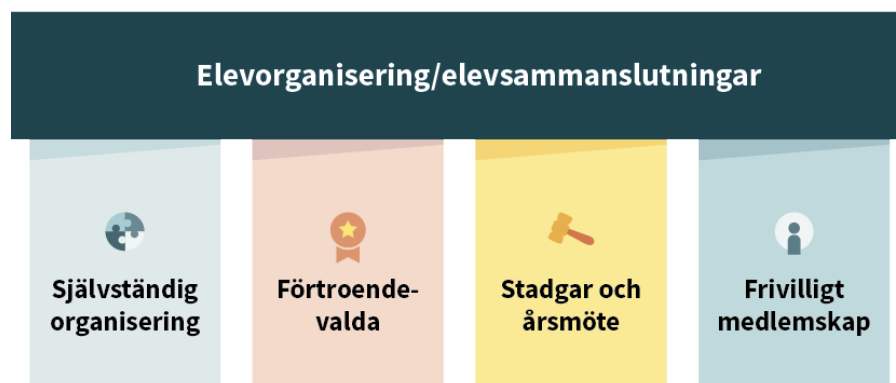 Elevorganisering/elevsammanslutningar
Självständig
organisering
Förtroende-
valda
Stadgar och
årsmöte
Frivilligt
medlemskap